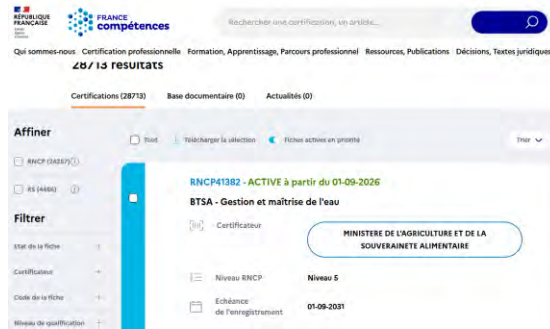 RÉPUBLIQUE
FRANÇAISE
FRANCE
compétences
Rechercher une certification, un article...
Qui sommes-nous Certification professionnelle Formation, Apprentissage, Parcours professionnel Ressources, Publications Décisions, Textes juridiques
28713 résultats
Certifications (28713) Base documentaire (0) Actualités (0)
Affiner
Tout Télécharger la sélection Fiches actives en priorité Trier
RNCP
RS
Filtrer
Etat de la fiche +
Certificateur +
Code de la fiche +
Niveau de qualification +
RNCP41382 - ACTIVE à partir du 01-09-2026
BTSA - Gestion et maîtrise de l'eau
Certificateur
MINISTERE DE L'AGRICULTURE ET DE LA
SOUVERAINETE ALIMENTAIRE
Niveau RNCP Niveau 5
Echéance
de l'enregistrement 01-09-2031